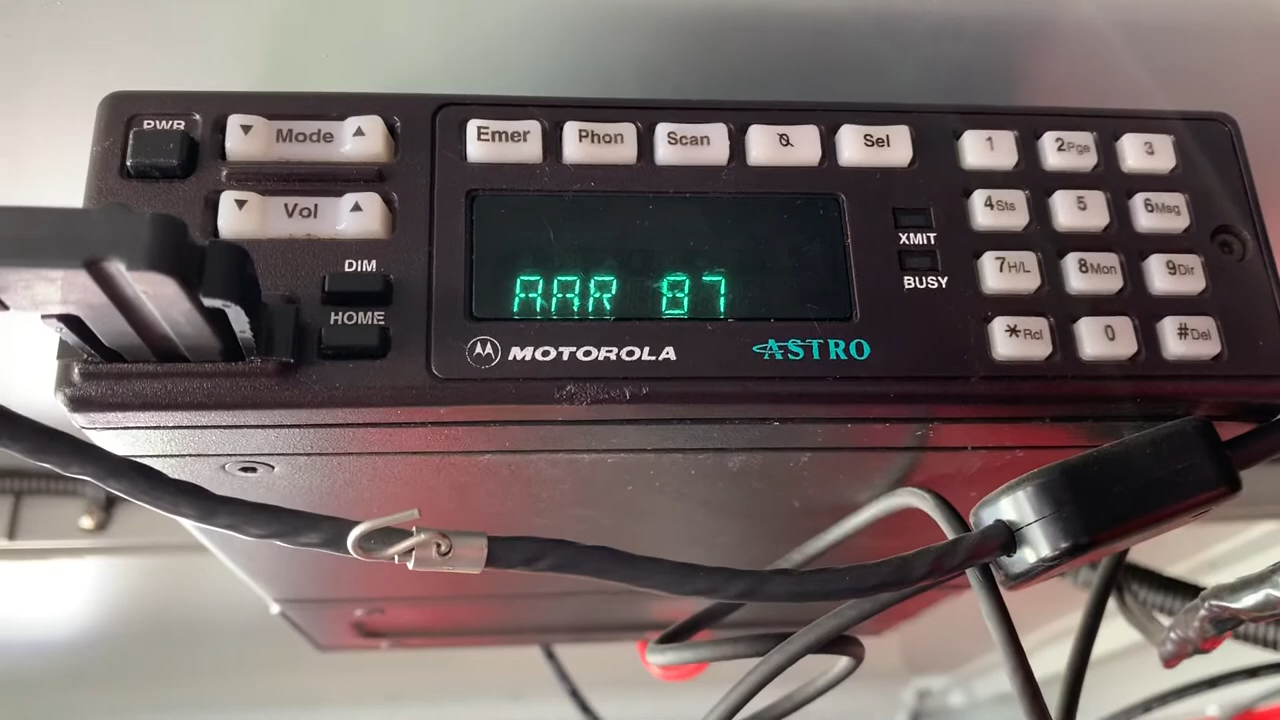 PWR
▼ Mode ▲
Emer Phon Scan Sel
1 2Pge 3
▼ Vol ▲
4Sts 5 6Msg
XMIT
DIM
BUSY
7H/L 8Mon 9Dir
HOME
AAR 87
MOTOROLA ASTRO
*Rcl 0 #Del